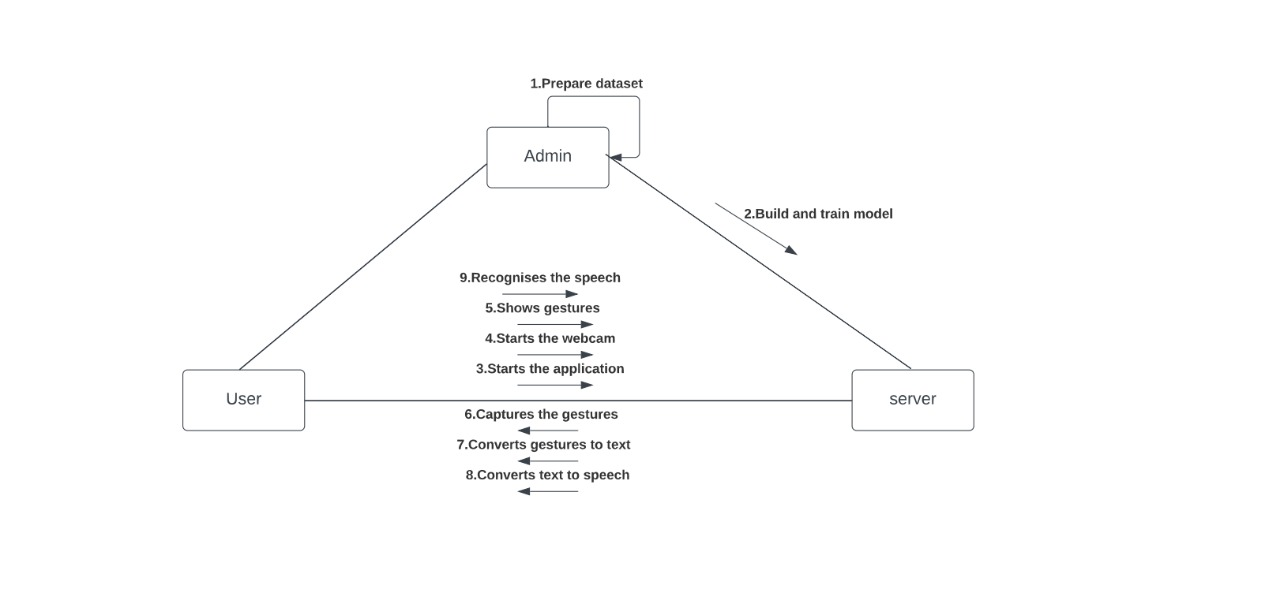 1.Prepare dataset
Admin
2.Build and train model
9.Recognises the speech
5.Shows gestures
4.Starts the webcam
3.Starts the application
User
server
6.Captures the gestures
7.Converts gestures to text
8.Converts text to speech